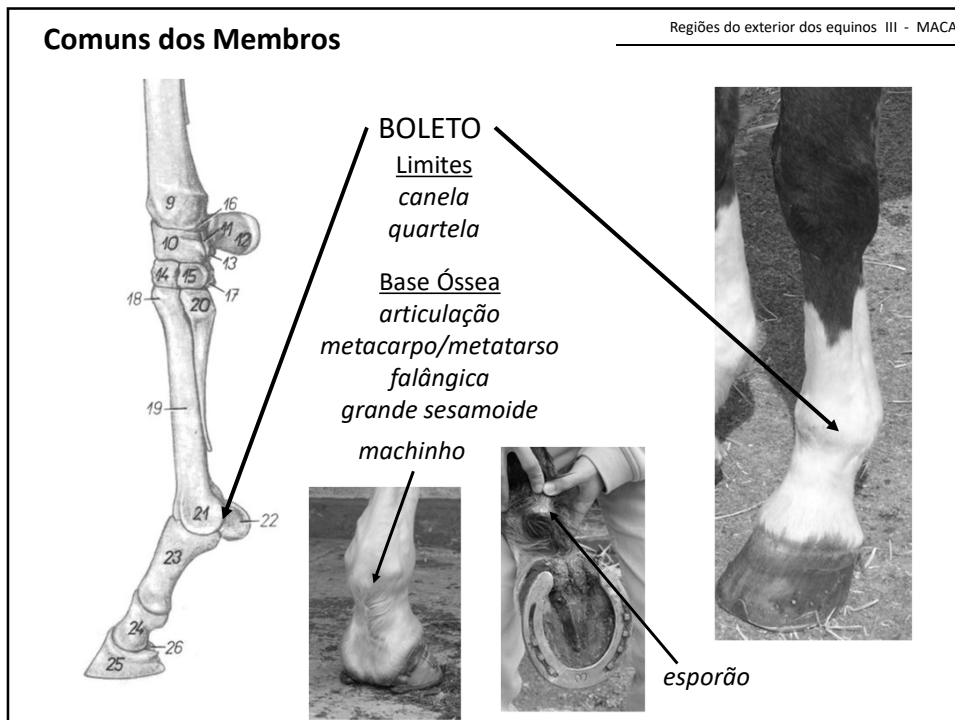 Regiões do exterior dos equinos III - MACA
Comuns dos Membros
BOLETO
Limites
canela
quartela
Base Óssea
articulação
metacarpo/metatarso
falângica
grande sesamoide
machinho
esporão
9
16
11
12
10
13
14
15
17
18
20
19
21
22
23
24
26
25